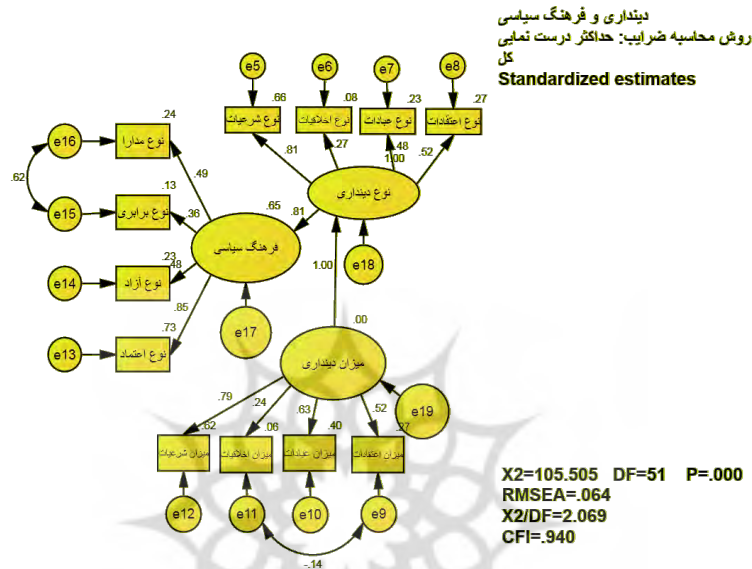 دینداری و فرهنگ سیاسی
روش محاسبه ضرایب: حداکثر درست نمایی
کل
Standardized estimates
e5 e6 e7 e8
.66 .08 .23 .27
نوع شرعیات نوع اخلاقیات نوع عبادات نوع اعتقادات
.81 .27 .48 .52
1.00
نوع دینداری
e18
.24
e16 نوع مدارا
.49
.62
.13
e15 نوع برابری
.36
.65 .81
فرهنگ سیاسی
.23
e14 نوع آزاد
.48
.85
.73
e13 نوع اعتماد
e17
1.00
.00
میزان دینداری
e19
.79 .24 .63 .52
.62 .06 .40 .27
میزان شرعیات میزان اخلاقیات میزان عبادات میزان اعتقادات
e12 e11 e10 e9
-.14
X2=105.505 DF=51 P=.000
RMSEA=.064
X2/DF=2.069
CFI=.940